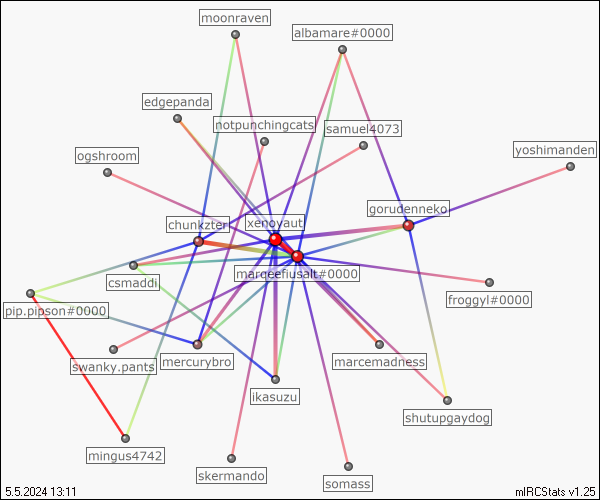 moonraven
albamare#0000
edgepanda
notpunchingcats
samuel4073
ogshroom
yoshimanden
gorudenneko
xenovaut
chunkzter
marceefiusalt#0000
csmaddi
froggyl#0000
pip.pipson#0000
swanky.pants
mercurybro
marcemadness
ikasuzu
shutupgaydog
mingus4742
skermando
somass
5.5.2024 13:11
mIRCStats v1.25